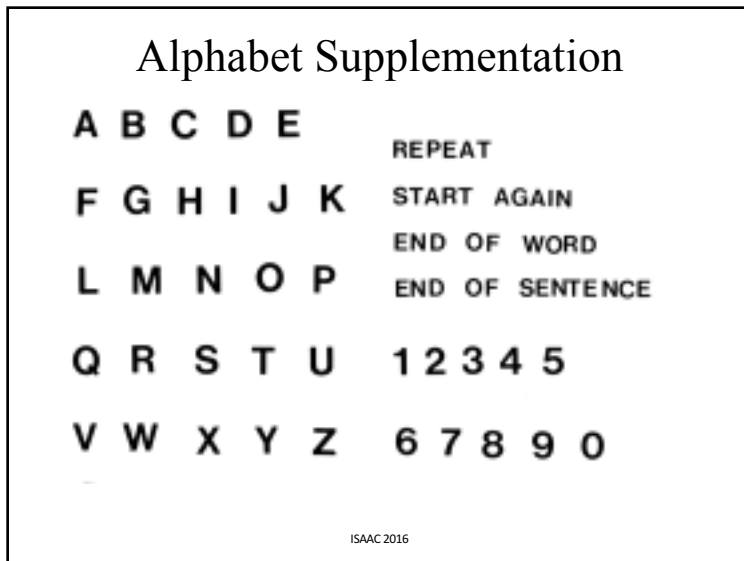 Alphabet Supplementation
A B C D E
F G H I J K
L M N O P
Q R S T U
V W X Y Z
REPEAT
START AGAIN
END OF WORD
END OF SENTENCE
1 2 3 4 5
6 7 8 9 0
ISAAC 2016